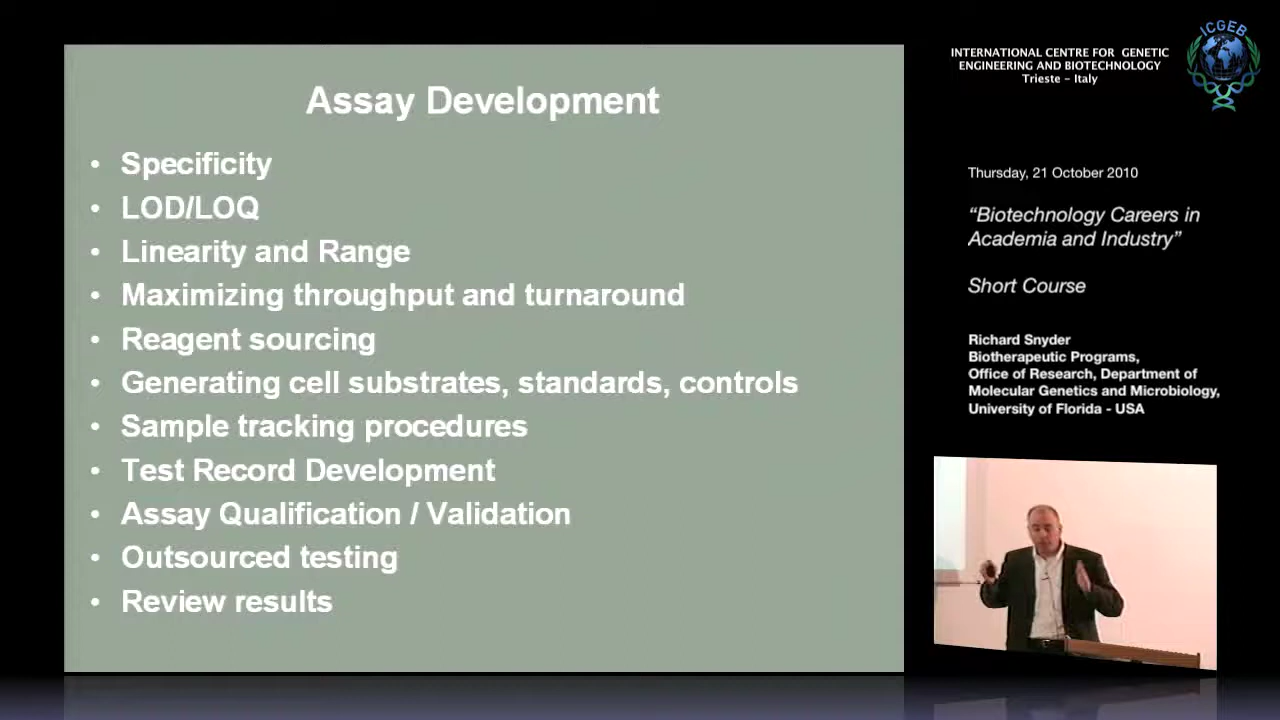 Assay Development
• Specificity
• LOD/LOQ
• Linearity and Range
• Maximizing throughput and turnaround
• Reagent sourcing
• Generating cell substrates, standards, controls
• Sample tracking procedures
• Test Record Development
• Assay Qualification / Validation
• Outsourced testing
• Review results
INTERNATIONAL CENTRE FOR GENETIC
ENGINEERING AND BIOTECHNOLOGY
Trieste - Italy
ICGEB
Thursday, 21 October 2010
“Biotechnology Careers in
Academia and Industry”
Short Course
Richard Snyder
Biotherapeutic Programs,
Office of Research, Department of
Molecular Genetics and Microbiology,
University of Florida - USA